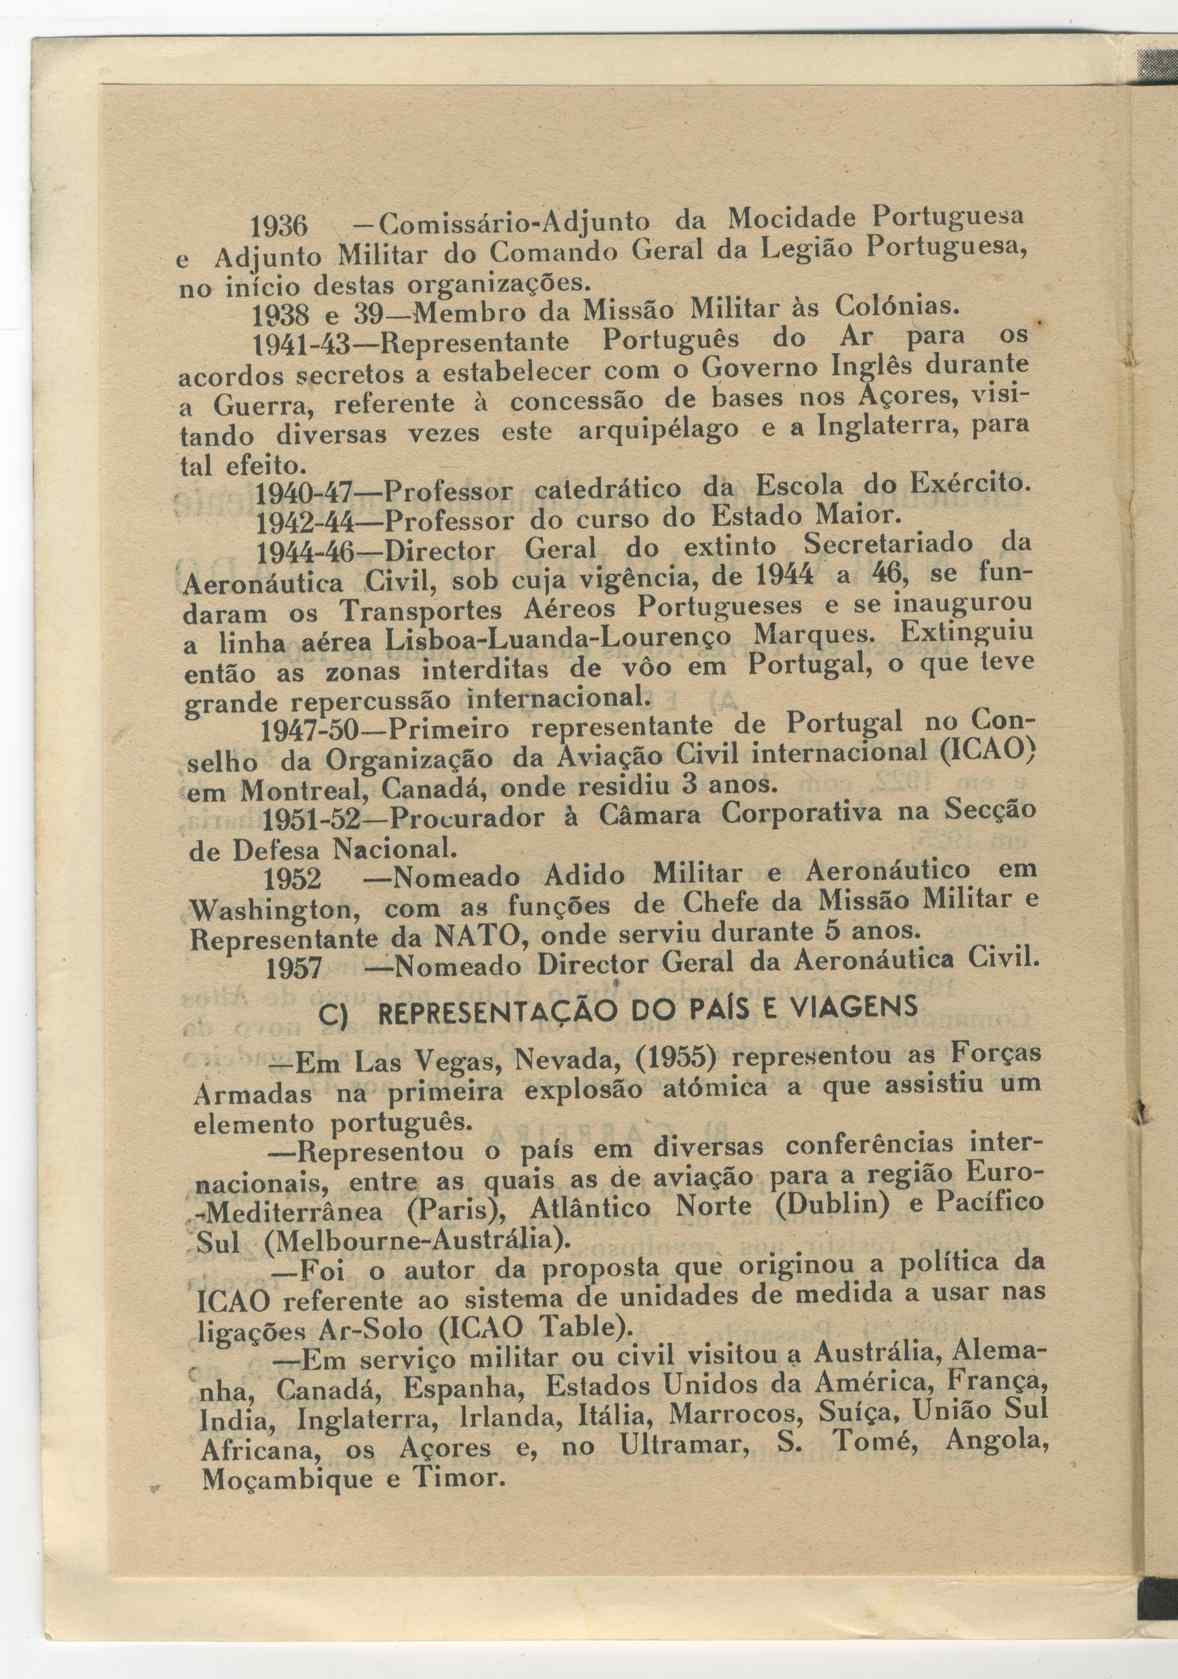 1936 —Comissário-Adjunto da Mocidade Portuguesa
e Adjunto Militar do Comando Geral da Legião Portuguesa,
no início destas organizações.
1938 e 39—Membro da Missão Militar às Colónias.
1941-43—Representante Português do Ar para os
acordos secretos a estabelecer com o Governo Inglês durante
a Guerra, referente à concessão de bases nos Açores, visi-
tando diversas vezes este arquipélago e a Inglaterra, para
tal efeito.
1940-47—Professor catedrático da Escola do Exército.
1942-44—Professor do curso do Estado Maior.
1944-46—Director Geral do extinto Secretariado da
Aeronáutica Civil, sob cuja vigência, de 1944 a 46, se fun-
daram os Transportes Aéreos Portugueses e se inaugurou
a linha aérea Lisboa-Luanda-Lourenço Marques. Extinguiu
então as zonas interditas de vôo em Portugal, o que teve
grande repercussão internacional.
1947-50—Primeiro representante de Portugal no Con-
selho da Organização da Aviação Civil internacional (ICAO)
em Montreal, Canadá, onde residiu 3 anos.
1951-52—Procurador à Câmara Corporativa na Secção
de Defesa Nacional.
1952 —Nomeado Adido Militar e Aeronáutico em
Washington, com as funções de Chefe da Missão Militar e
Representante da NATO, onde serviu durante 5 anos.
1957 —Nomeado Director Geral da Aeronáutica Civil.
C) REPRESENTAÇÃO DO PAÍS E VIAGENS
—Em Las Vegas, Nevada, (1955) representou as Forças
Armadas na primeira explosão atómica a que assistiu um
elemento português.
—Representou o país em diversas conferências inter-
nacionais, entre as quais as de aviação para a região Euro-
-Mediterrânea (Paris), Atlântico Norte (Dublin) e Pacífico
Sul (Melbourne-Austrália).
—Foi o autor da proposta que originou a política da
ICAO referente ao sistema de unidades de medida a usar nas
ligações Ar-Solo (ICAO Table).
—Em serviço militar ou civil visitou a Austrália, Alema-
nha, Canadá, Espanha, Estados Unidos da América, França,
India, Inglaterra, Irlanda, Itália, Marrocos, Suíça, União Sul
Africana, os Açores e, no Ultramar, S. Tomé, Angola,
Moçambique e Timor.